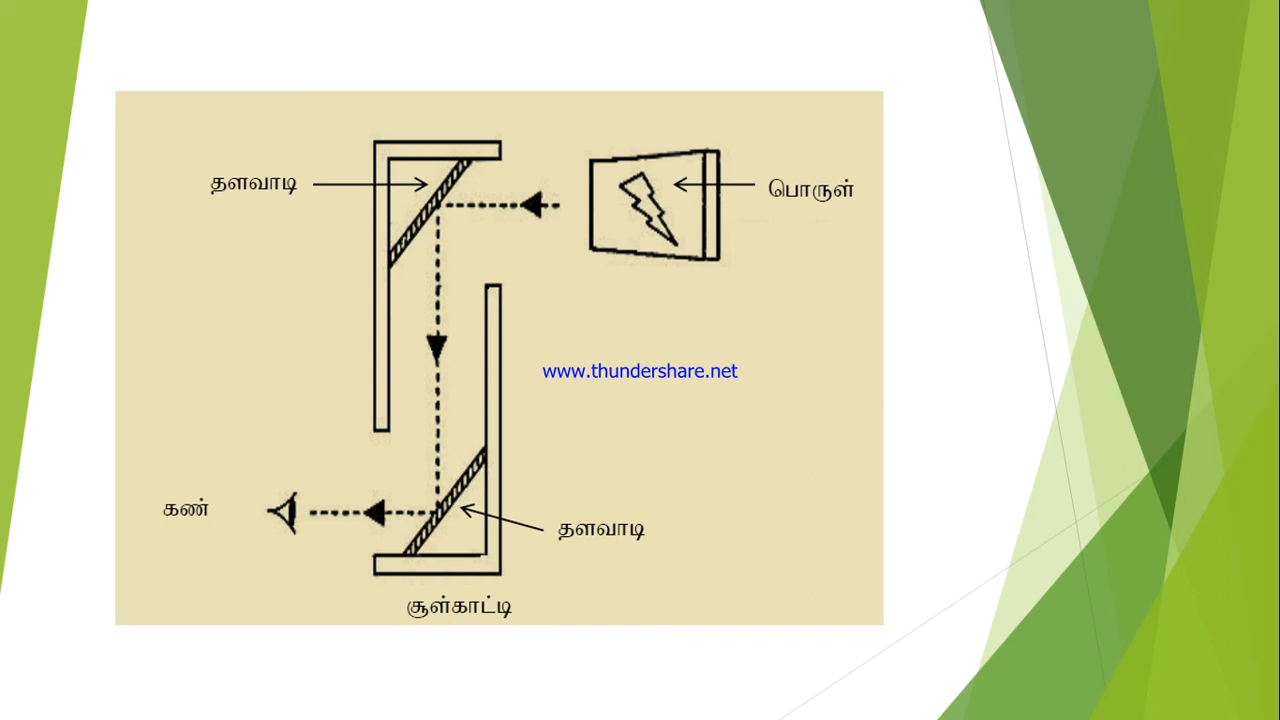 தளவாடி
பொருள்
www.thundershare.net
கண்
தளவாடி
சூள்காட்டி